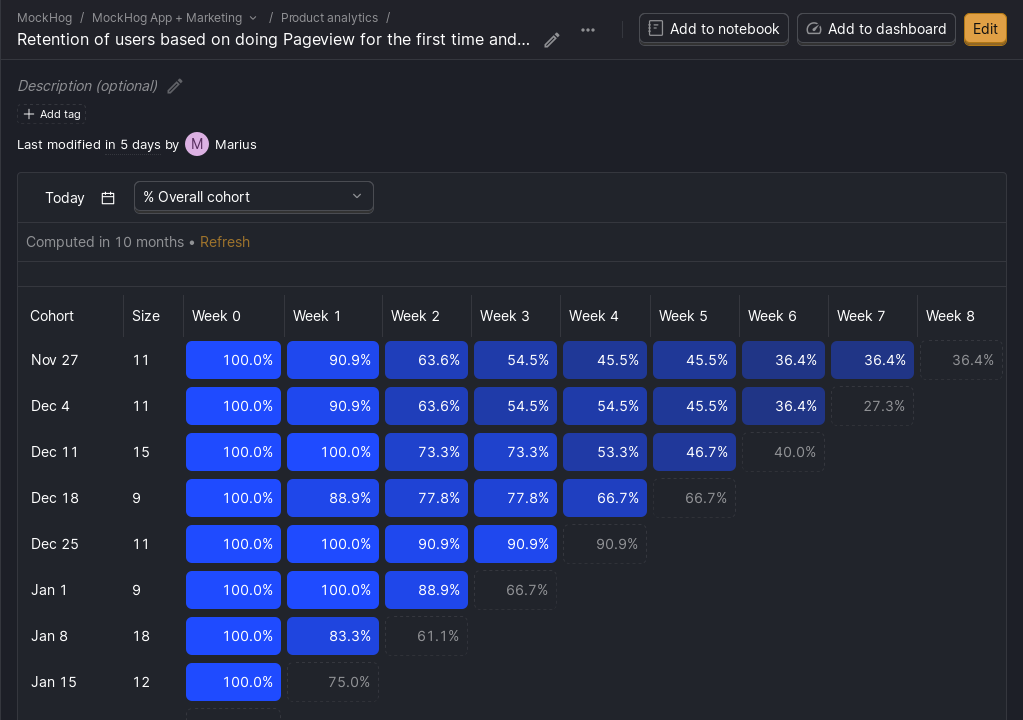 MockHog / MockHog App + Marketing / Product analytics /
Retention of users based on doing Pageview for the first time and...
Add to notebook
Add to dashboard
Edit
Description (optional)
Add tag
Last modified in 5 days by M Marius
Today
% Overall cohort
Computed in 10 months • Refresh
Cohort Size Week 0 Week 1 Week 2 Week 3 Week 4 Week 5 Week 6 Week 7 Week 8
Nov 27 11 100.0% 90.9% 63.6% 54.5% 45.5% 45.5% 36.4% 36.4% 36.4%
Dec 4 11 100.0% 90.9% 63.6% 54.5% 54.5% 45.5% 36.4% 27.3%
Dec 11 15 100.0% 100.0% 73.3% 73.3% 53.3% 46.7% 40.0%
Dec 18 9 100.0% 88.9% 77.8% 77.8% 66.7% 66.7%
Dec 25 11 100.0% 100.0% 90.9% 90.9% 90.9%
Jan 1 9 100.0% 100.0% 88.9% 66.7%
Jan 8 18 100.0% 83.3% 61.1%
Jan 15 12 100.0% 75.0%